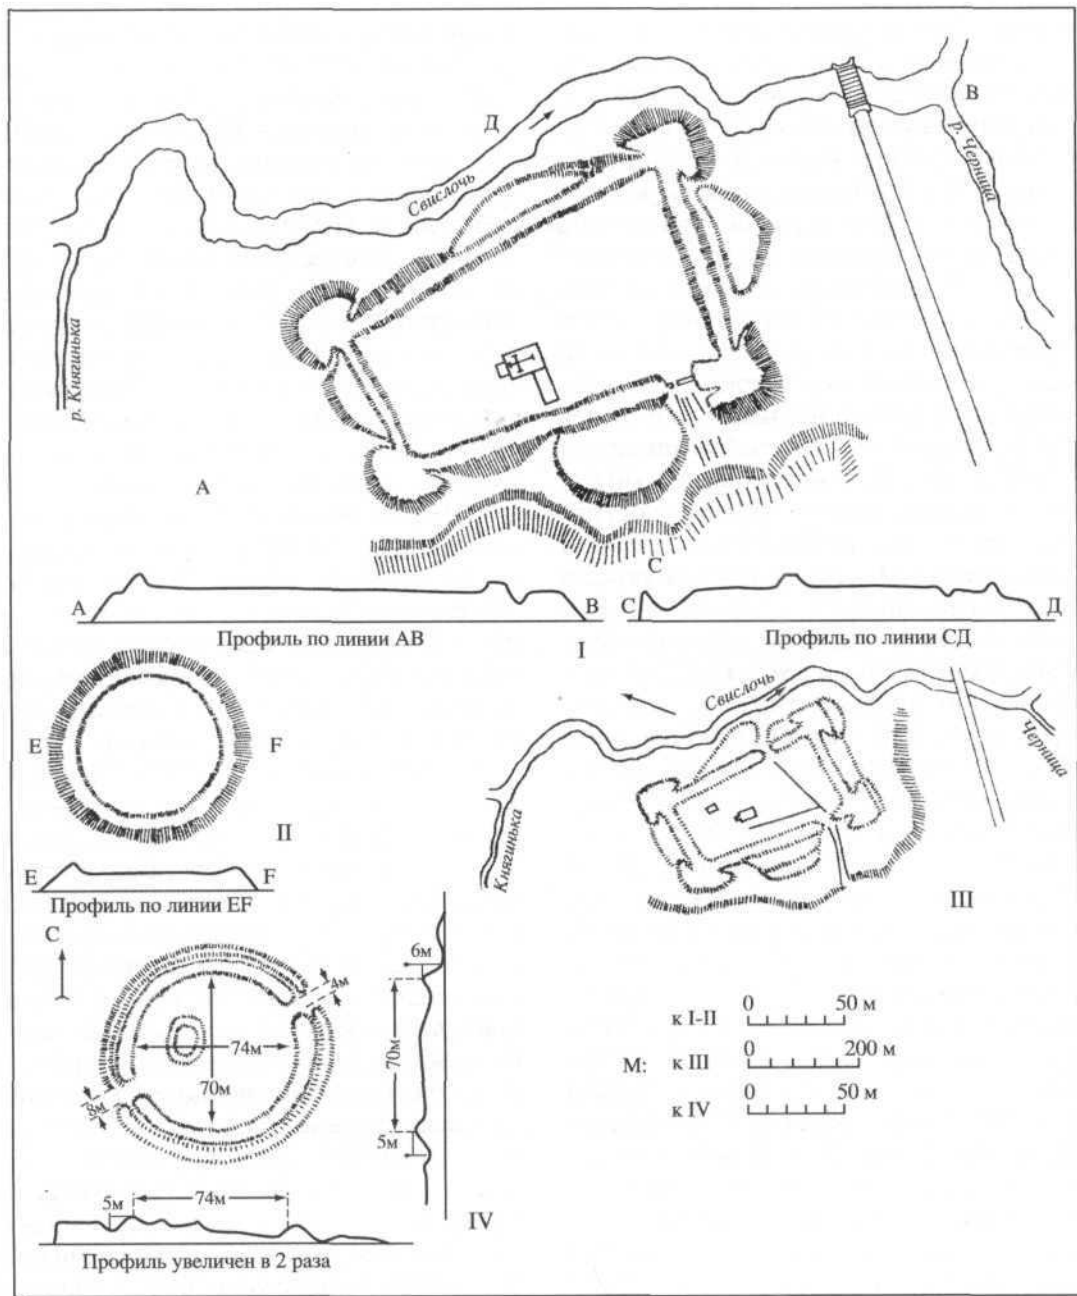 Д
В
Свислочь
р. Черница
р. Княгинька
А
С
А
В
С
Д
Профиль по линии АВ
Профиль по линии СД
I
Е
F
II
Е
F
Профиль по линии EF
Свислочь
Черница
Княгинька
III
С
4м
74м
70м
8м
6м
70м
5м
5м
74м
IV
Профиль увеличен в 2 раза
М:
к I-II 0 50 м
к III 0 200 м
к IV 0 50 м